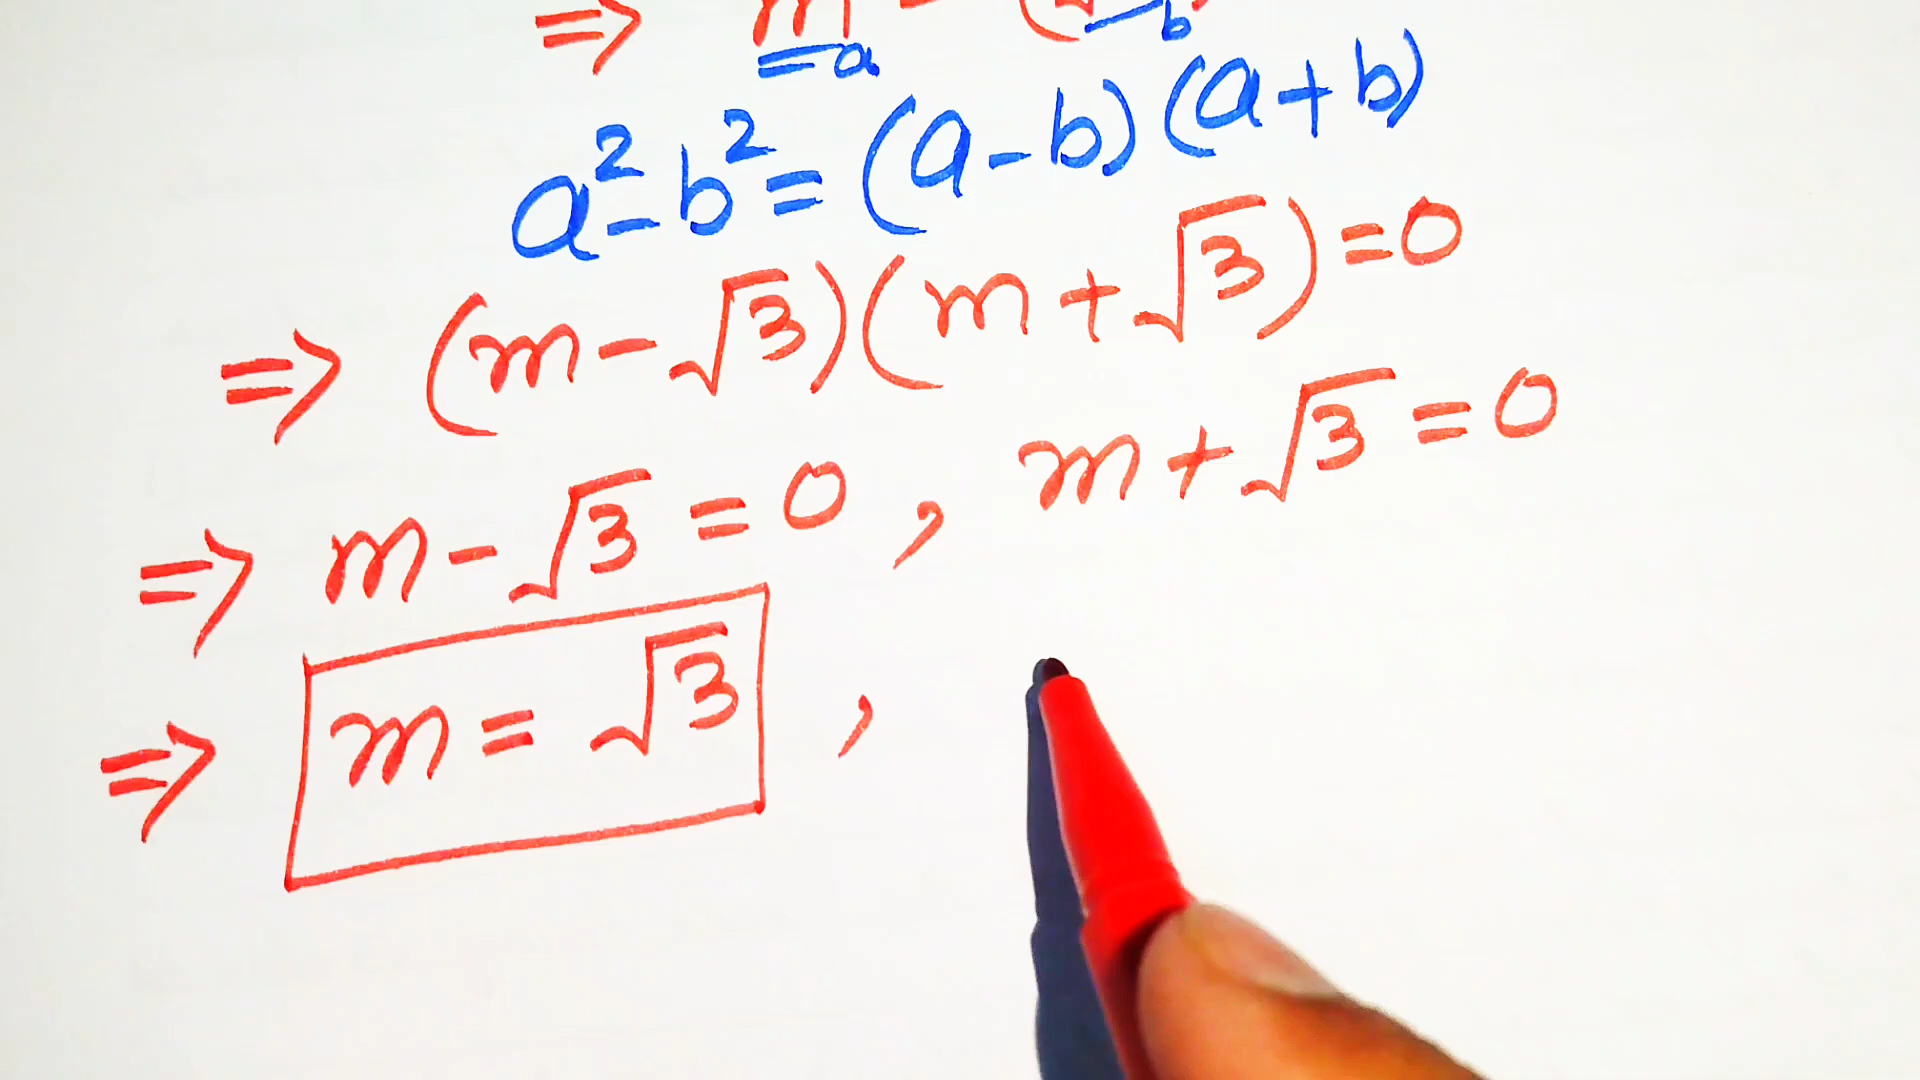 ⇒ m
= a b
a² - b² = (a - b)(a + b)
⇒ (m - √3)(m + √3) = 0
⇒ m - √3 = 0 , m + √3 = 0
⇒ m = √3 ,